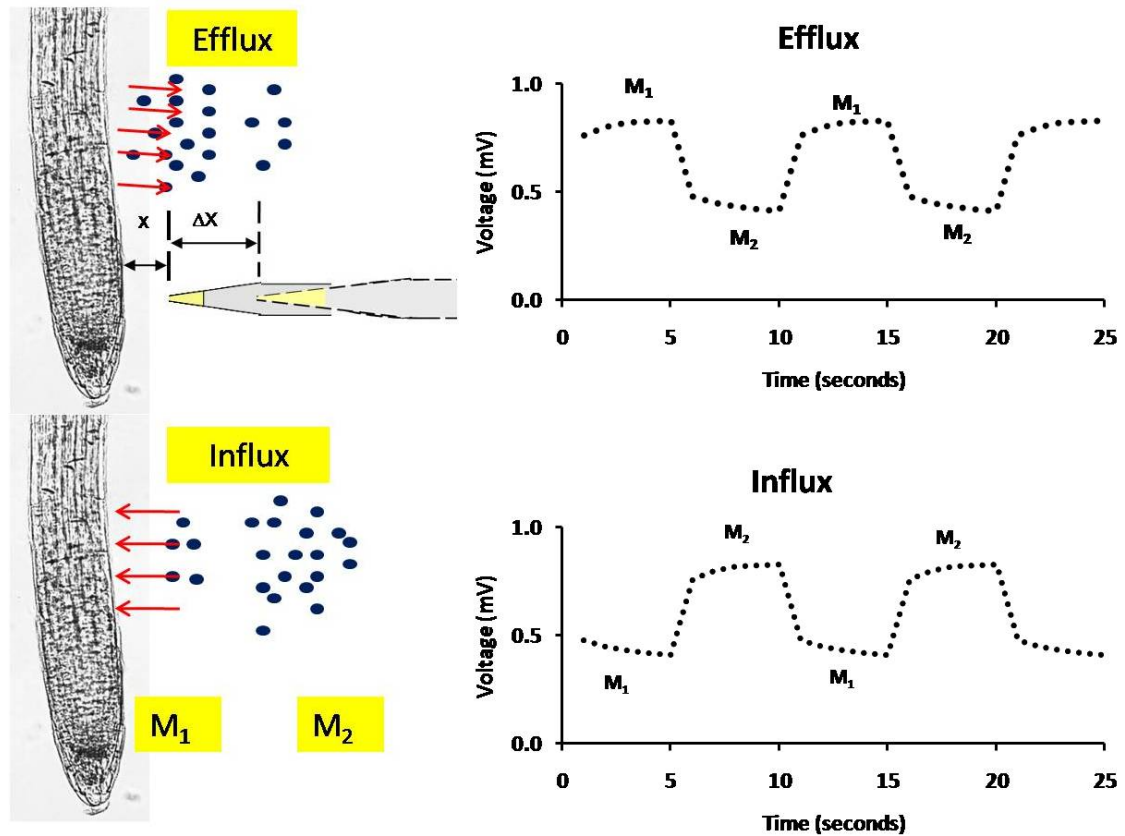 Efflux
x
ΔX
Efflux
Voltage (mV)
1.0
0.5
0.0
M₁
M₁
M₂
M₂
0 5 10 15 20 25
Time (seconds)
Influx
M₁
M₂
Influx
Voltage (mV)
1.0
0.5
0.0
M₂
M₂
M₁
M₁
0 5 10 15 20 25
Time (seconds)